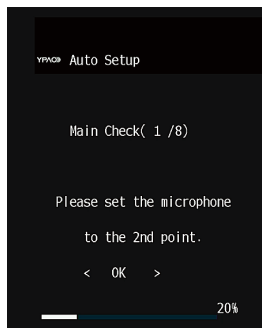 YPAO Auto Setup
Main Check( 1 /8)
Please set the microphone
to the 2nd point.
< OK >
20%